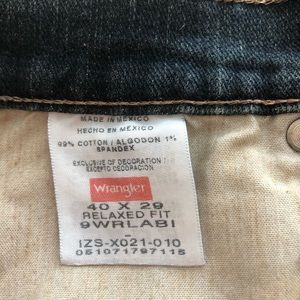 MADE IN MEXICO
HECHO EN MEXICO
99% COTTON / ALGODON 1%
SPANDEX
EXCLUSIVE OF DECORATION /
EXCEPTO DECORACION
Wrangler
40 X 29
RELAXED FIT
9WRLABI
-
IZS-X021-010
051071797115